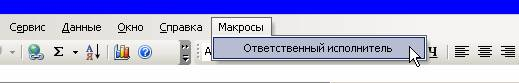 Сервис Данные Окно Справка Макросы
Σ А Я А Ч
Ответственный исполнитель